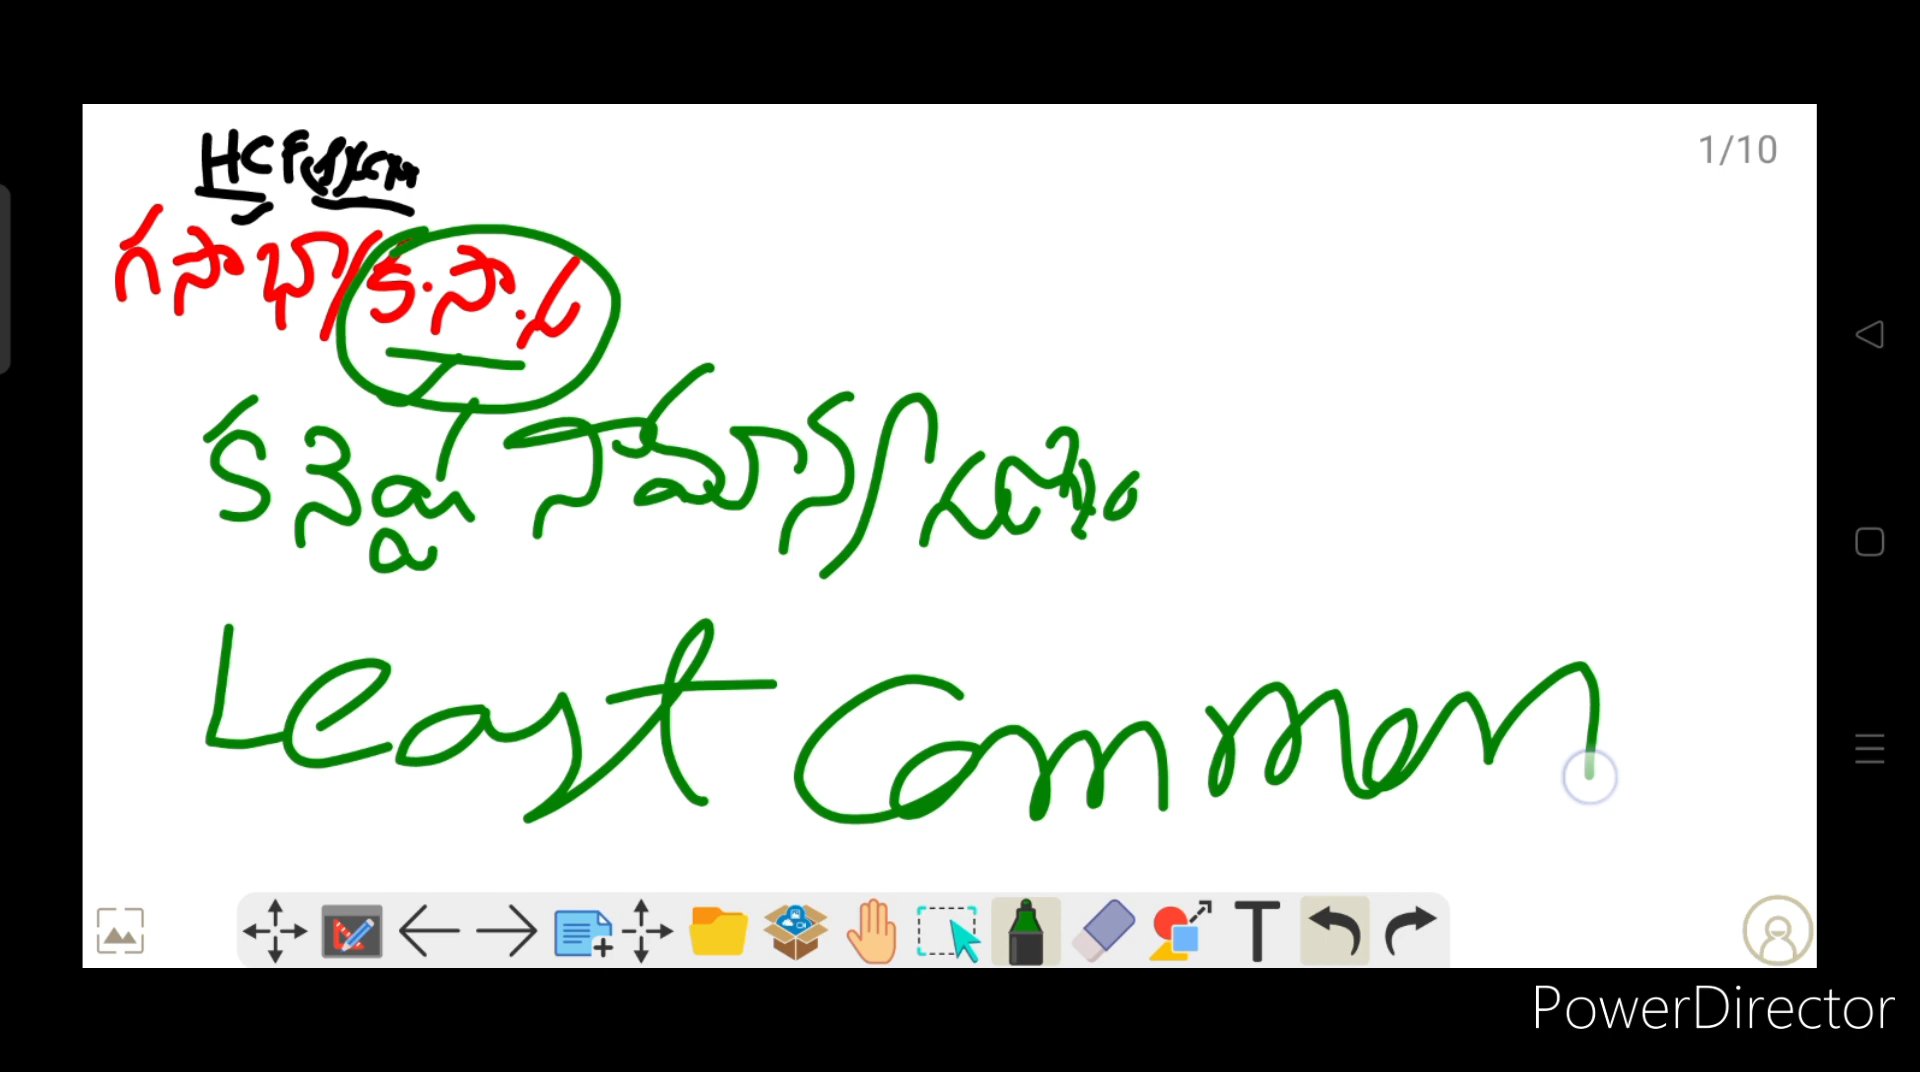 HCF
1/10
గసాభా/క.సా.గు
కనిష్ట సామాన్య గుణిజం
Least Common
T
PowerDirector